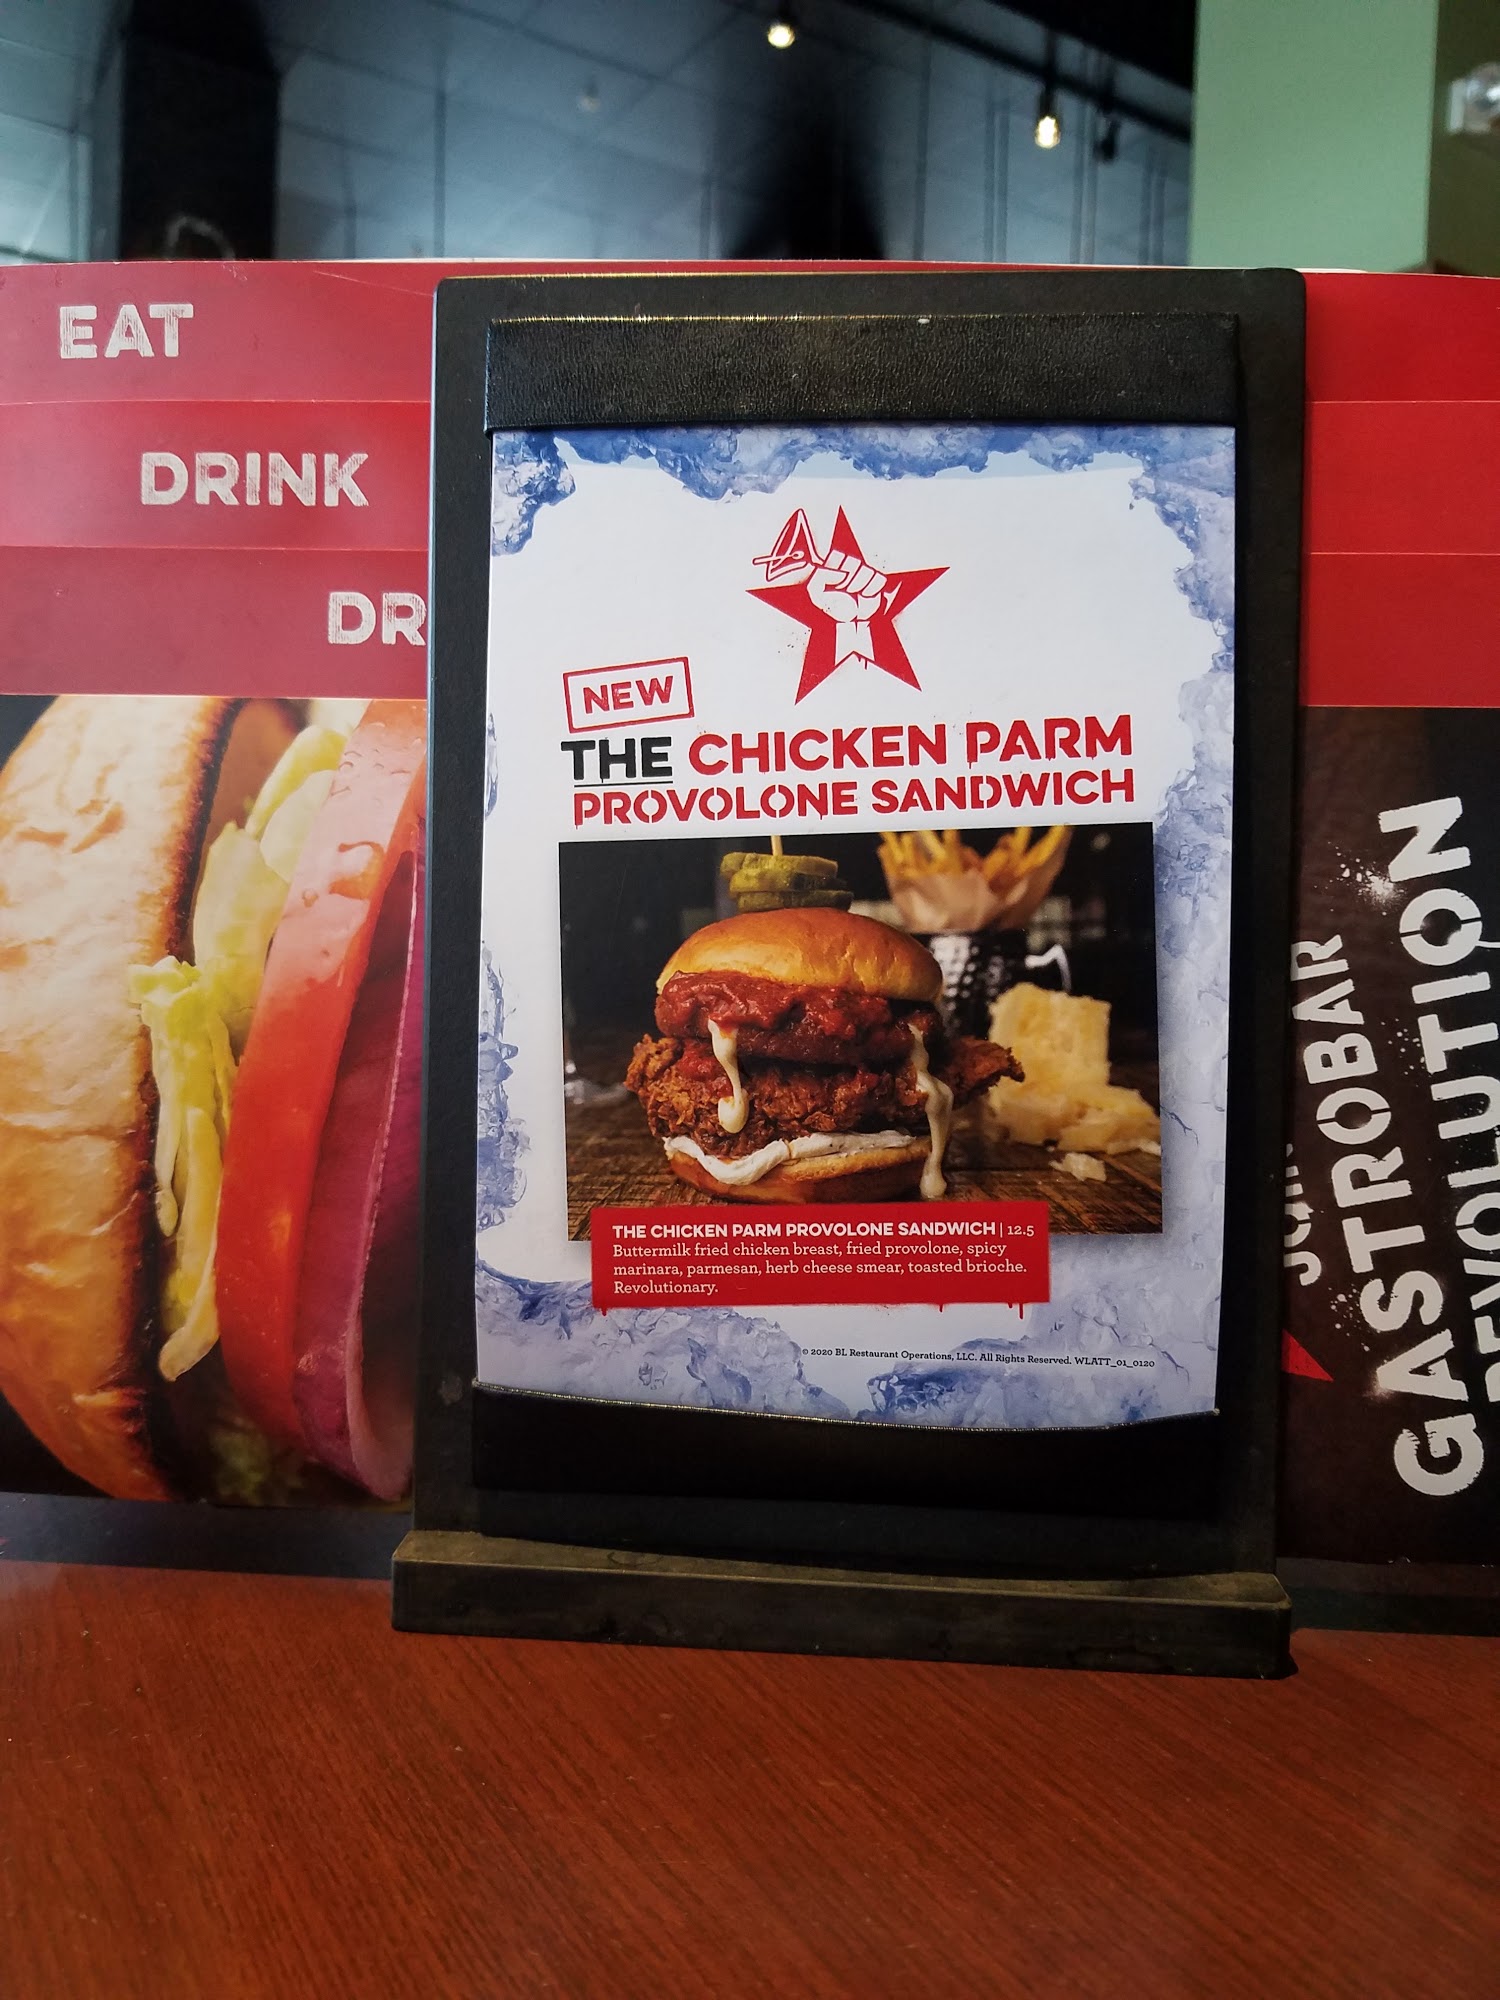 EAT
DRINK
DR
NEW
THE CHICKEN PARM
PROVOLONE SANDWICH
THE CHICKEN PARM PROVOLONE SANDWICH | 12.5
Buttermilk fried chicken breast, fried provolone, spicy
marinara, parmesan, herb cheese smear, toasted brioche.
Revolutionary.
© 2020 BL Restaurant Operations, LLC. All Rights Reserved. WLATT_01_0120
GASTROBAR
REVOLUTION